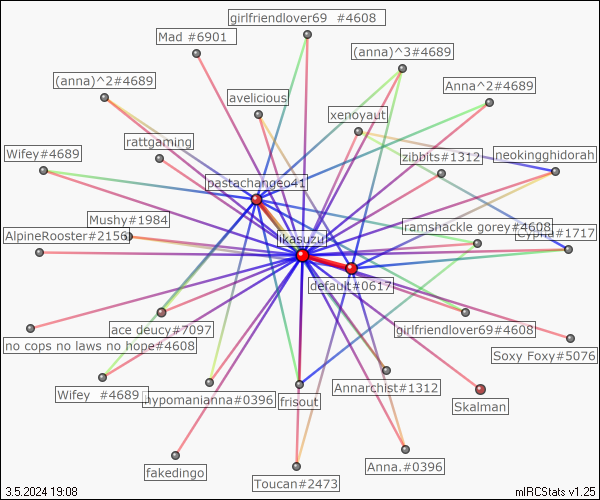 girlfriendlover69  #4608
Mad #6901
(anna)^3#4689
(anna)^2#4689
Anna^2#4689
avelicious
xenoyaut
rattgaming
Wifey#4689
zibbits#1312
neokingghidorah
pastachangeo41
Mushy#1984
ramshackle gorey#4608
AlpineRooster#2156
ikasuzu
#1717
default#0617
girlfriendlover69#4608
ace deucy#7097
no cops no laws no hope#4608
Soxy Foxy#5076
Annarchist#1312
Wifey  #4689
hypomanianna#0396
frisout
Skalman
fakedingo
Anna.#0396
Toucan#2473
3.5.2024 19:08
mIRCStats v1.25